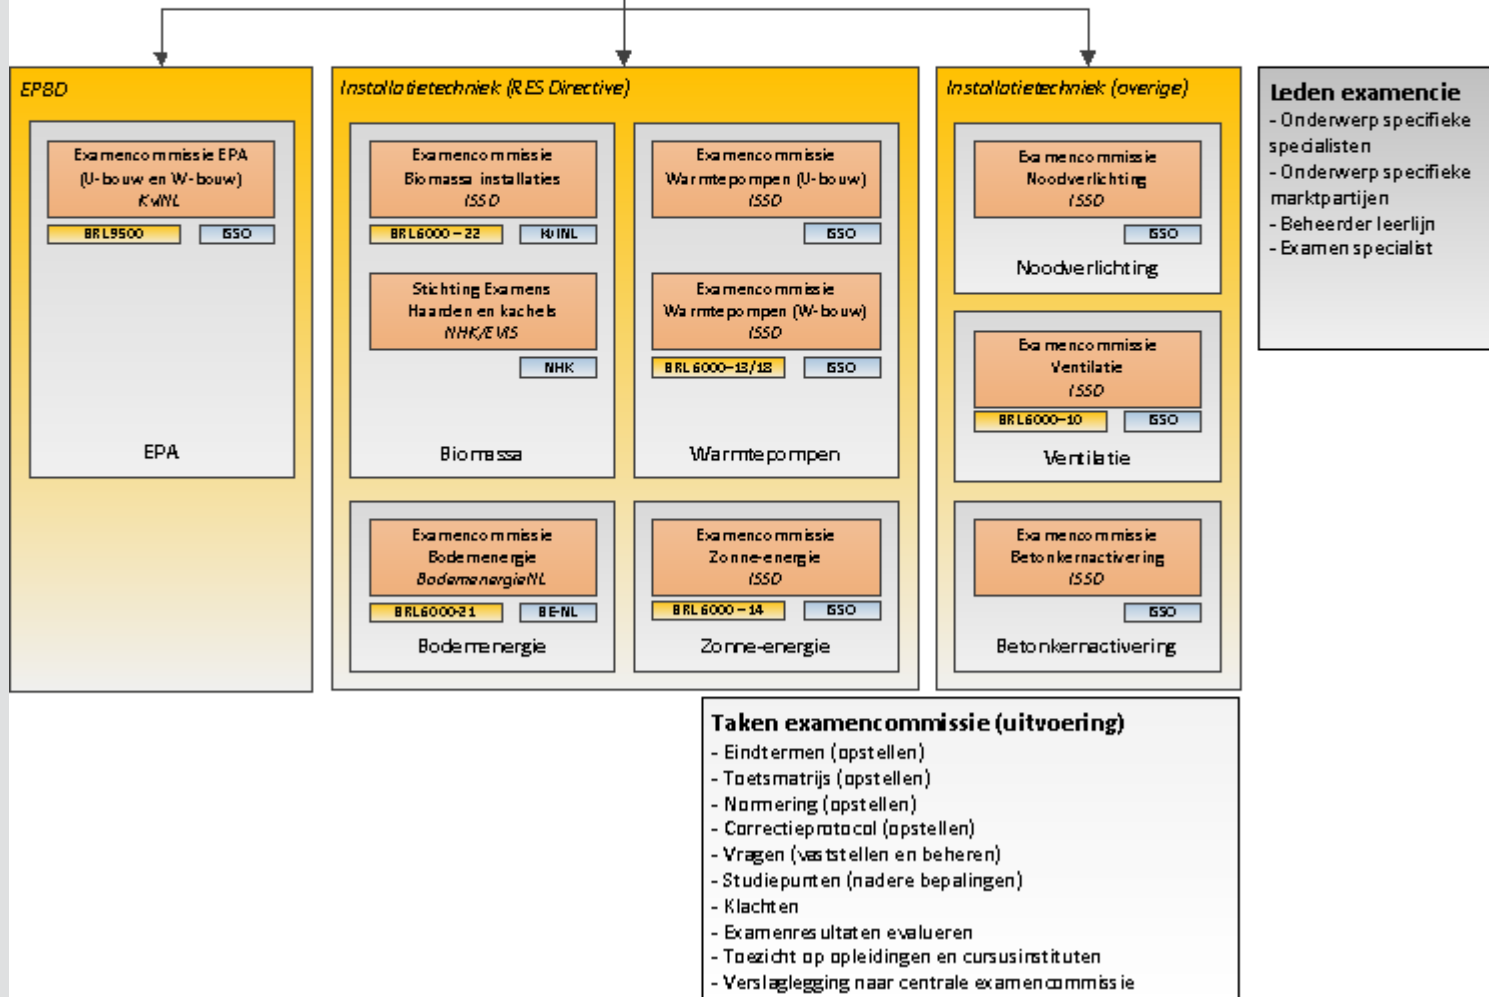 EPBD
Examencommissie EPA
(U-bouw en W-bouw)
KvINL
BRL9500
ISSO
EPA
Installatietechniek (RES Directive)
Examencommissie
Biomassa installaties
ISSO
BRL6000 – 22
KvINL
Stichting Examens
Haarden en kachels
NHK/EVIS
NHK
Biomassa
Examencommissie
Warmtepompen (U-bouw)
ISSO
ISSO
Examencommissie
Warmtepompen (W-bouw)
ISSO
BRL 6000–13/18
ISSO
Warmtepompen
Examencommissie
Bodemenergie
BodemenergieNL
BRL6000-21
BE-NL
Bodemenergie
Examencommissie
Zonne-energie
ISSO
BRL 6000 – 14
ISSO
Zonne-energie
Installatietechniek (overige)
Examencommissie
Noodverlichting
ISSO
ISSO
Noodverlichting
Examencommissie
Ventilatie
ISSO
BRL6000–10
ISSO
Ventilatie
Examencommissie
Betonkernactivering
ISSO
ISSO
Betonkernactivering
Leden examencie
- Onderwerp specifieke
specialisten
- Onderwerp specifieke
marktpartijen
- Beheerder leerlijn
- Examen specialist
Taken examencommissie (uitvoering)
- Eindtermen (opstellen)
- Toetsmatrijs (opstellen)
- Normering (opstellen)
- Correctieprotocol (opstellen)
- Vragen (vaststellen en beheren)
- Studiepunten (nadere bepalingen)
- Klachten
- Examenresultaten evalueren
- Toezicht op opleidingen en cursusinstituten
- Verslaglegging naar centrale examencommissie